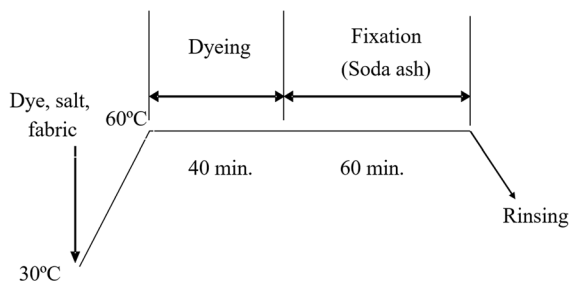 Dyeing
Fixation
(Soda ash)
Dye, salt,
fabric
60ºC
40 min.
60 min.
Rinsing
30ºC